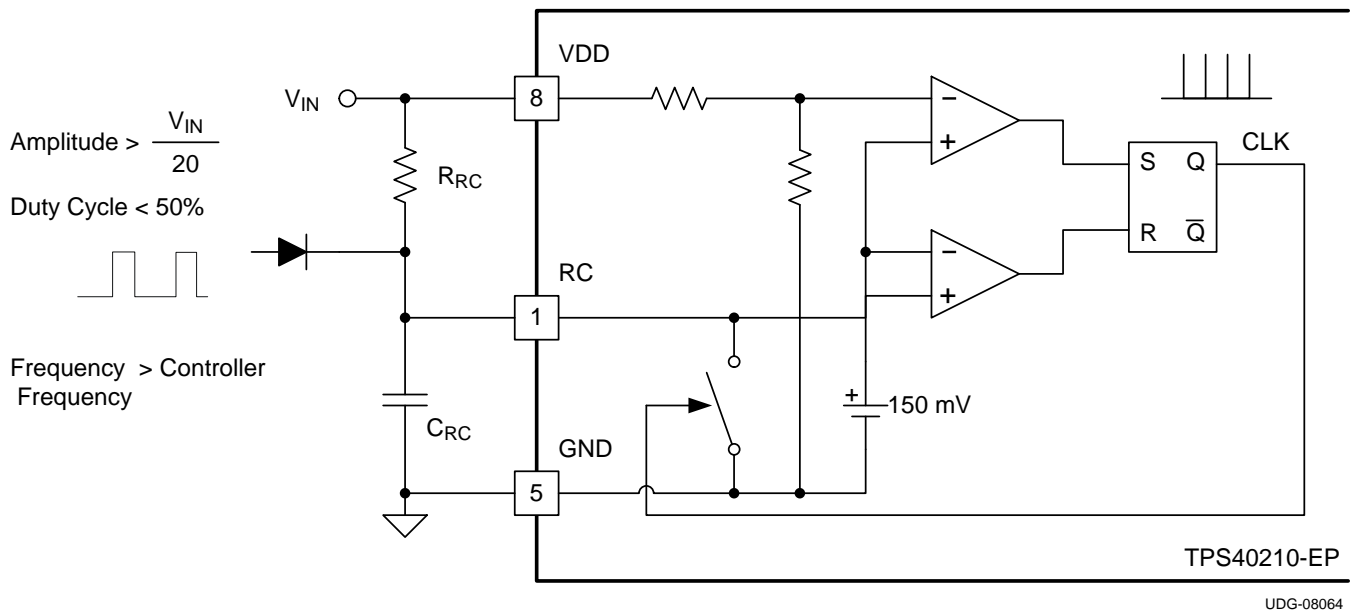 VDD
V_IN
8
Amplitude > V_IN / 20
R_RC
Duty Cycle < 50%
−
+
CLK
S Q
R Q̅
−
+
RC
1
Frequency > Controller
Frequency
C_RC
+
150 mV
GND
5
TPS40210-EP
UDG-08064